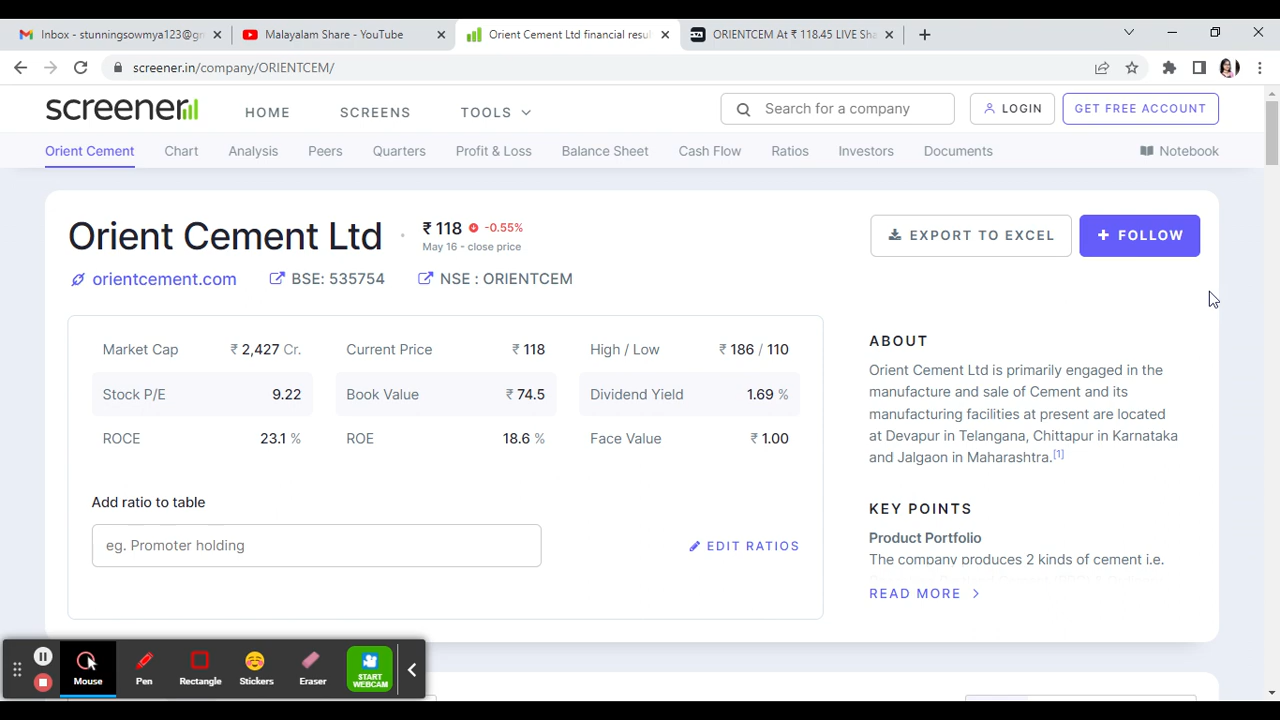 Inbox - stunningsowmya123@g
Malayalam Share - YouTube
Orient Cement Ltd financial resu
ORIENTCEM At ₹ 118.45 LIVE Sha
screener.in/company/ORIENTCEM/
screener
HOME
SCREENS
TOOLS
Search for a company
LOGIN
GET FREE ACCOUNT
Orient Cement
Chart
Analysis
Peers
Quarters
Profit & Loss
Balance Sheet
Cash Flow
Ratios
Investors
Documents
Notebook
Orient Cement Ltd
₹ 118 -0.55%
May 16 - close price
EXPORT TO EXCEL
+ FOLLOW
orientcement.com
BSE: 535754
NSE : ORIENTCEM
Market Cap ₹ 2,427 Cr.
Current Price ₹ 118
High / Low ₹ 186 / 110
Stock P/E 9.22
Book Value ₹ 74.5
Dividend Yield 1.69 %
ROCE 23.1 %
ROE 18.6 %
Face Value ₹ 1.00
Add ratio to table
eg. Promoter holding
EDIT RATIOS
ABOUT
Orient Cement Ltd is primarily engaged in the
manufacture and sale of Cement and its
manufacturing facilities at present are located
at Devapur in Telangana, Chittapur in Karnataka
and Jalgaon in Maharashtra.[1]
KEY POINTS
Product Portfolio
The company produces 2 kinds of cement i.e.
READ MORE
Mouse
Pen
Rectangle
Stickers
Eraser
START
WEBCAM